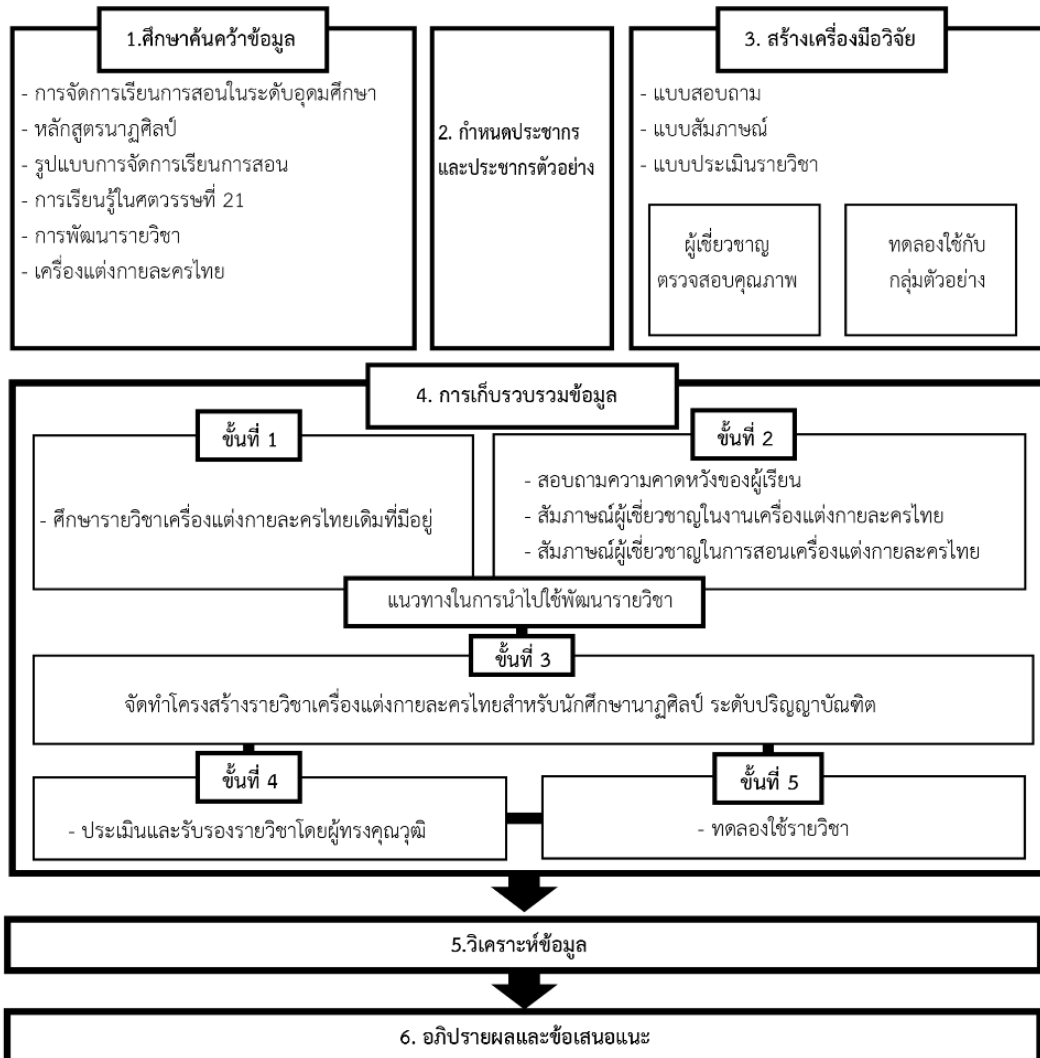 1.ศึกษาค้นคว้าข้อมูล
- การจัดการเรียนการสอนในระดับอุดมศึกษา
- หลักสูตรนาฏศิลป์
- รูปแบบการจัดการเรียนการสอน
- การเรียนรู้ในศตวรรษที่ 21
- การพัฒนารายวิชา
- เครื่องแต่งกายละครไทย
2. กำหนดประชากร
และประชากรตัวอย่าง
3. สร้างเครื่องมือวิจัย
- แบบสอบถาม
- แบบสัมภาษณ์
- แบบประเมินรายวิชา
ผู้เชี่ยวชาญ
ตรวจสอบคุณภาพ
ทดลองใช้กับ
กลุ่มตัวอย่าง
4. การเก็บรวบรวมข้อมูล
ขั้นที่ 1
- ศึกษารายวิชาเครื่องแต่งกายละครไทยเดิมที่มีอยู่
ขั้นที่ 2
- สอบถามความคาดหวังของผู้เรียน
- สัมภาษณ์ผู้เชี่ยวชาญในงานเครื่องแต่งกายละครไทย
- สัมภาษณ์ผู้เชี่ยวชาญในการสอนเครื่องแต่งกายละครไทย
แนวทางในการนำไปใช้พัฒนารายวิชา
ขั้นที่ 3
จัดทำโครงสร้างรายวิชาเครื่องแต่งกายละครไทยสำหรับนักศึกษานาฏศิลป์ ระดับปริญญาบัณฑิต
ขั้นที่ 4
- ประเมินและรับรองรายวิชาโดยผู้ทรงคุณวุฒิ
ขั้นที่ 5
- ทดลองใช้รายวิชา
5.วิเคราะห์ข้อมูล
6. อภิปรายผลและข้อเสนอแนะ